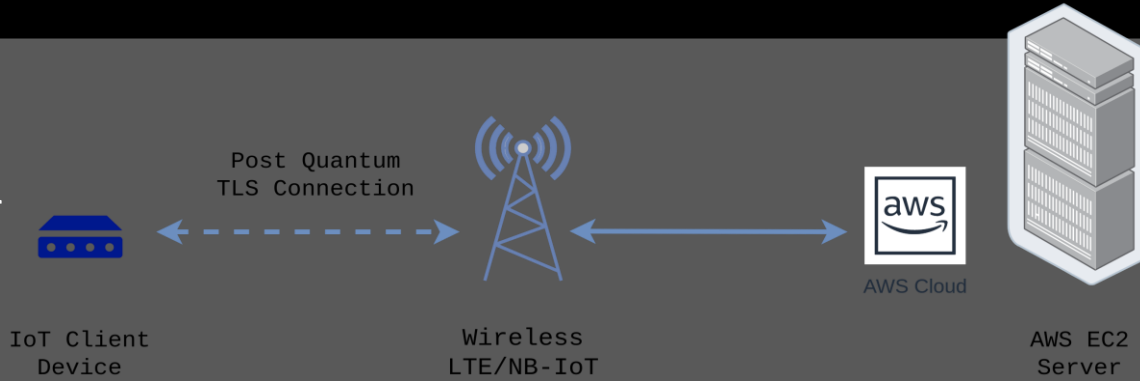 Post Quantum
TLS Connection
aws
AWS Cloud
IoT Client
Device
Wireless
LTE/NB-IoT
AWS EC2
Server